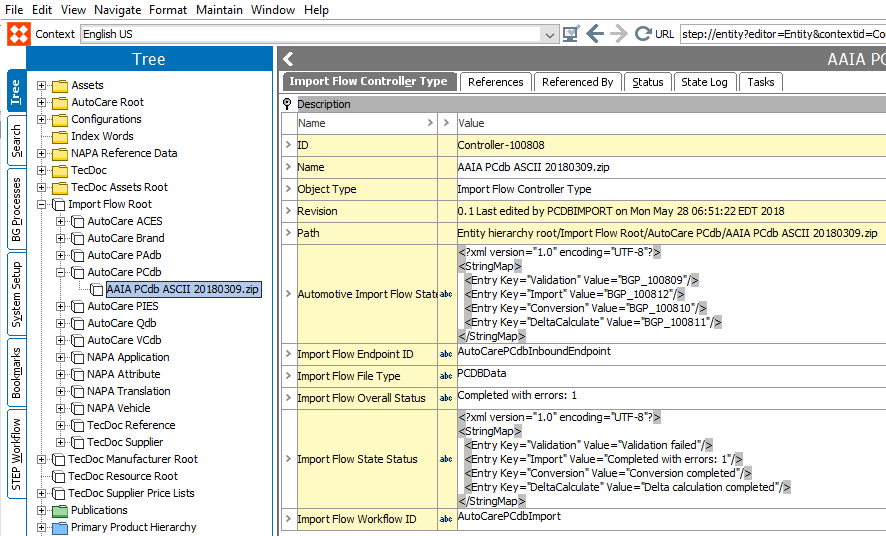 File Edit View Navigate Format Maintain Window Help
Context English US URL step://entity?editor=Entity&contextid=Co
Tree
AAIA PC
Tree
Search
BG Processes
System Setup
Bookmarks
STEP Workflow
Assets
AutoCare Root
Configurations
Index Words
NAPA Reference Data
TecDoc
TecDoc Assets Root
Import Flow Root
AutoCare ACES
AutoCare Brand
AutoCare PAdb
AutoCare PCdb
AAIA PCdb ASCII 20180309.zip
AutoCare PIES
AutoCare Qdb
AutoCare VCdb
NAPA Application
NAPA Attribute
NAPA Translation
NAPA Vehicle
TecDoc Reference
TecDoc Supplier
TecDoc Manufacturer Root
TecDoc Resource Root
TecDoc Supplier Price Lists
Publications
Primary Product Hierarchy
Import Flow Controller Type References Referenced By Status State Log Tasks
Description
Name > > Value
> ID Controller-100808
> Name AAIA PCdb ASCII 20180309.zip
> Object Type Import Flow Controller Type
> Revision 0.1 Last edited by PCDBIMPORT on Mon May 28 06:51:22 EDT 2018
> Path Entity hierarchy root/Import Flow Root/AutoCare PCdb/AAIA PCdb ASCII 20180309.zip
> Automotive Import Flow State abc
<?xml version="1.0" encoding="UTF-8"?>
<StringMap>
<Entry Key="Validation" Value="BGP_100809"/>
<Entry Key="Import" Value="BGP_100812"/>
<Entry Key="Conversion" Value="BGP_100810"/>
<Entry Key="DeltaCalculate" Value="BGP_100811"/>
</StringMap>
> Import Flow Endpoint ID abc AutoCarePCdbInboundEndpoint
> Import Flow File Type abc PCDBData
> Import Flow Overall Status abc Completed with errors: 1
> Import Flow State Status abc
<?xml version="1.0" encoding="UTF-8"?>
<StringMap>
<Entry Key="Validation" Value="Validation failed"/>
<Entry Key="Import" Value="Completed with errors: 1"/>
<Entry Key="Conversion" Value="Conversion completed"/>
<Entry Key="DeltaCalculate" Value="Delta calculation completed"/>
</StringMap>
> Import Flow Workflow ID abc AutoCarePCdbImport